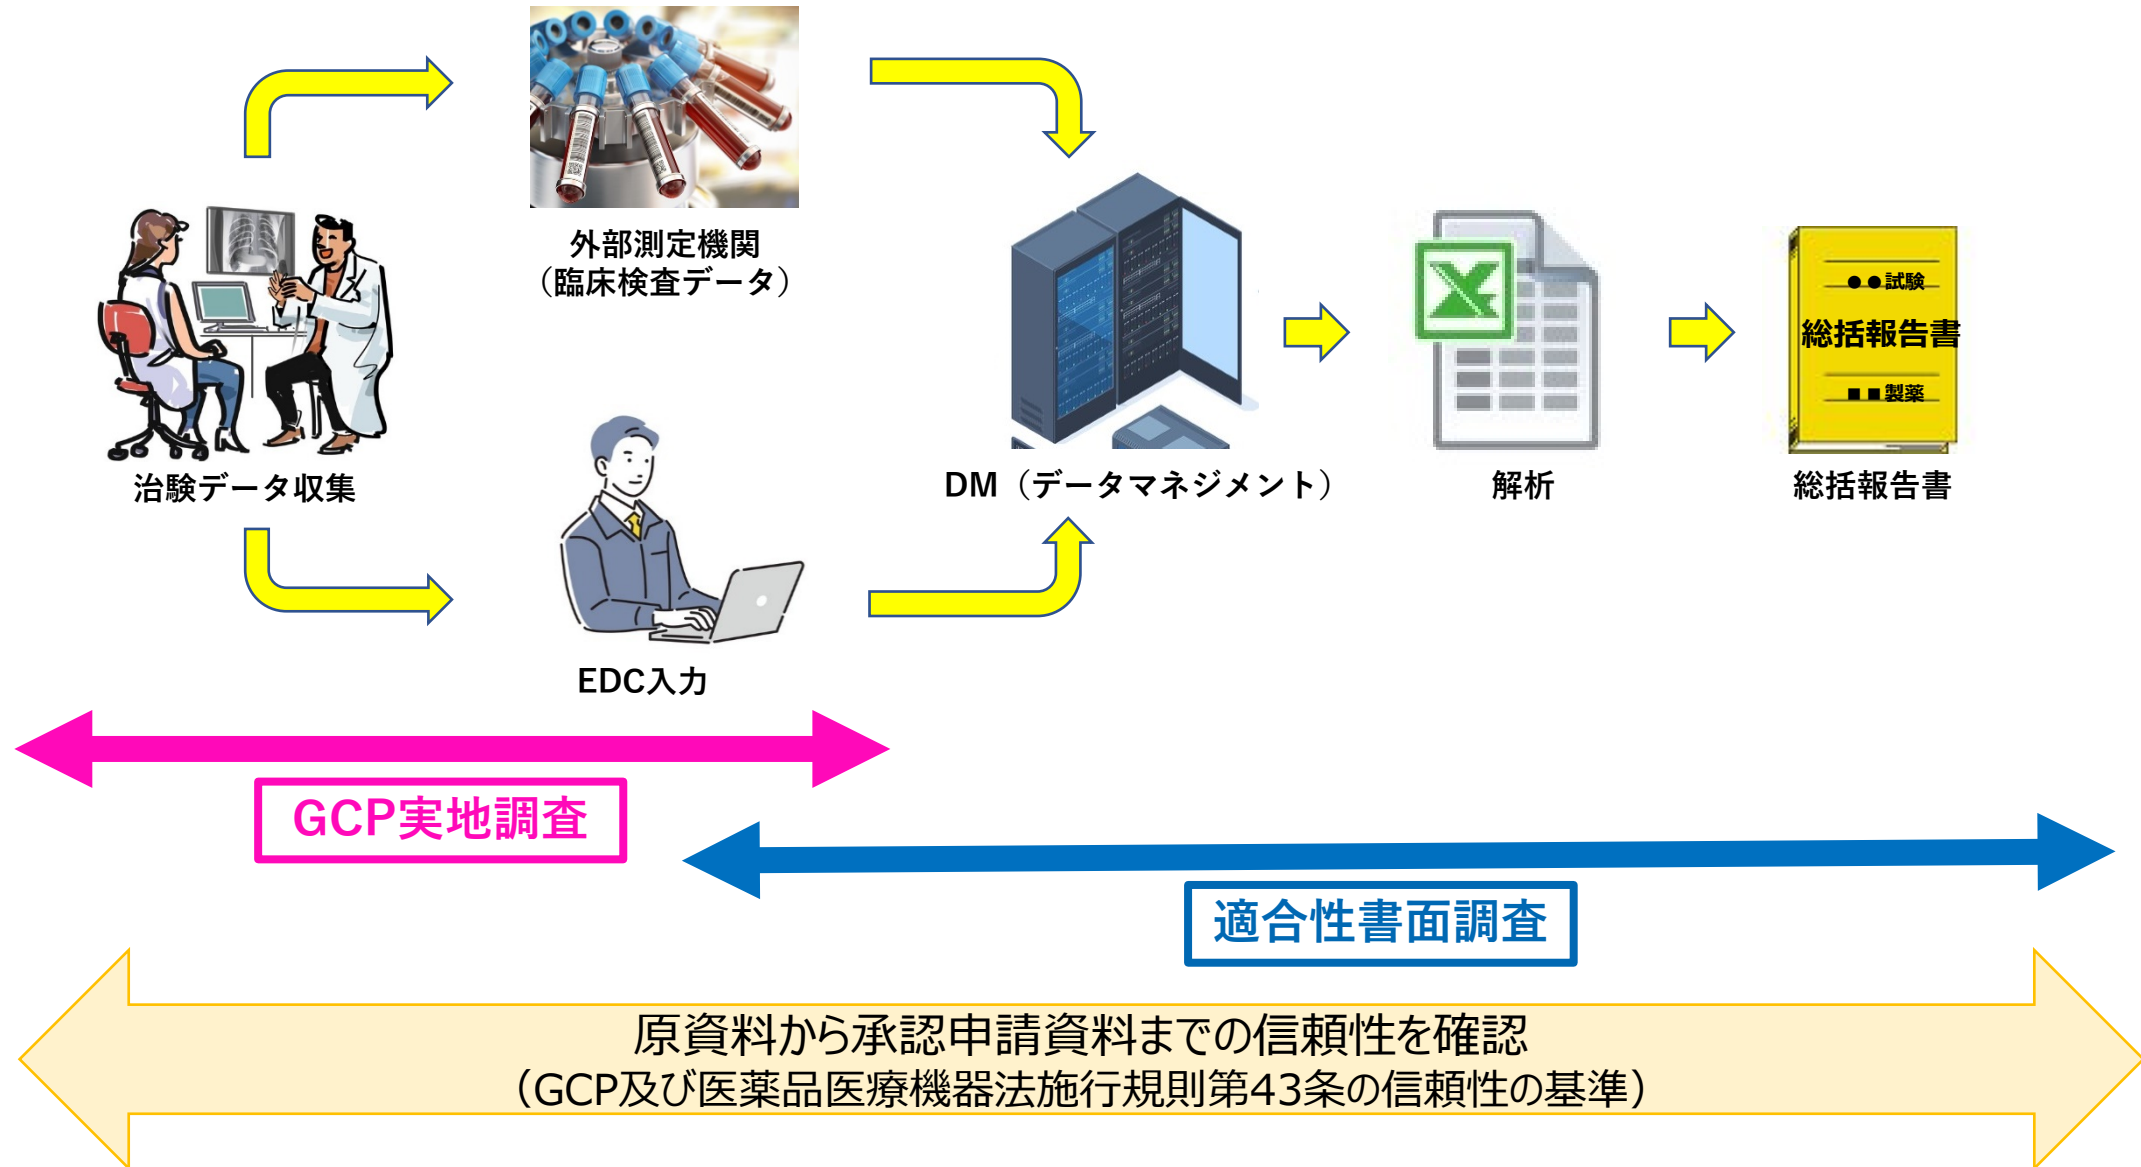 外部測定機関
（臨床検査データ）
治験データ収集
EDC入力
DM（データマネジメント）
解析
●●試験
総括報告書
■■製薬
総括報告書
GCP実地調査
適合性書面調査
原資料から承認申請資料までの信頼性を確認
（GCP及び医薬品医療機器法施行規則第43条の信頼性の基準）